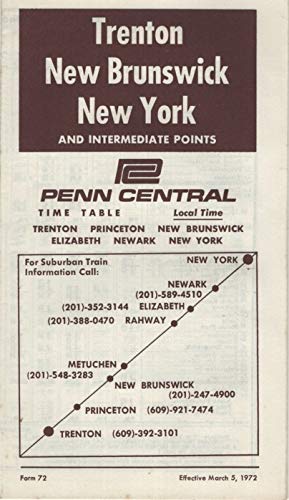 Trenton
New Brunswick
New York
AND INTERMEDIATE POINTS
PENN CENTRAL
TIME TABLE Local Time
TRENTON PRINCETON NEW BRUNSWICK
ELIZABETH NEWARK NEW YORK
For Suburban Train
Information Call:
NEW YORK
NEWARK
(201)-589-4510
(201)-352-3144 ELIZABETH
(201)-388-0470 RAHWAY
METUCHEN
(201)-548-3283
NEW BRUNSWICK
(201)-247-4900
PRINCETON (609)-921-7474
TRENTON (609)-392-3101
Form 72 Effective March 5, 1972